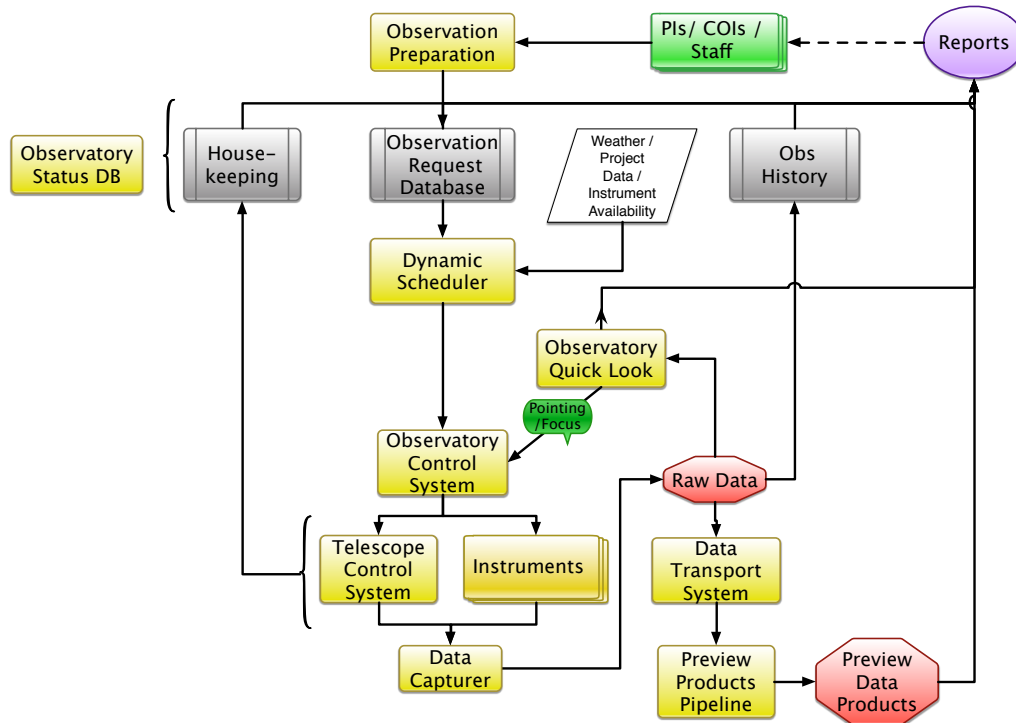 Observation
Preparation
PIs/ COIs /
Staff
Reports
Observatory
Status DB
House-
keeping
Observation
Request
Database
Weather /
Project
Data /
Instrument
Availability
Obs
History
Dynamic
Scheduler
Observatory
Quick Look
Pointing
/Focus
Observatory
Control
System
Raw Data
Telescope
Control
System
Instruments
Data
Transport
System
Data
Capturer
Preview
Products
Pipeline
Preview
Data
Products